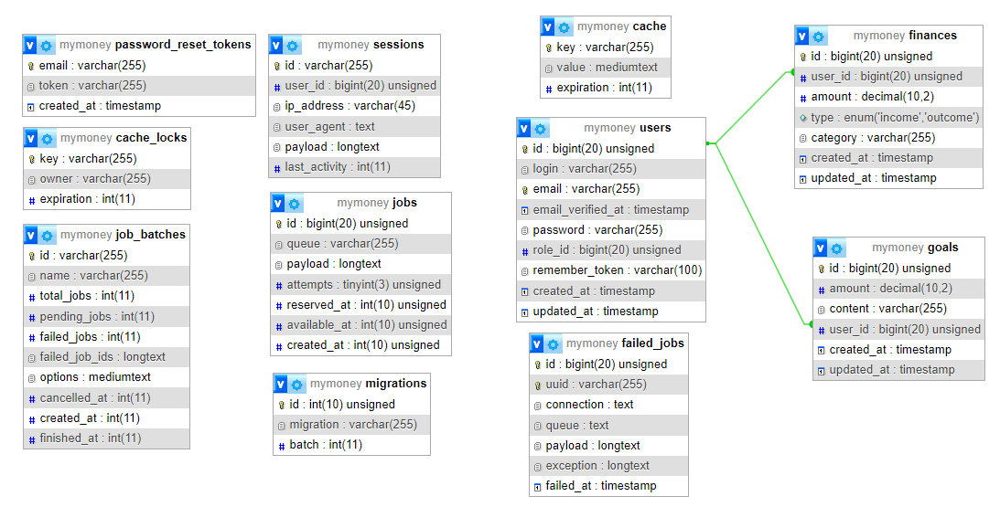 mymoney password_reset_tokens
email : varchar(255)
token : varchar(255)
created_at : timestamp
mymoney cache_locks
key : varchar(255)
owner : varchar(255)
expiration : int(11)
mymoney job_batches
id : varchar(255)
name : varchar(255)
total_jobs : int(11)
pending_jobs : int(11)
failed_jobs : int(11)
failed_job_ids : longtext
options : mediumtext
cancelled_at : int(11)
created_at : int(11)
finished_at : int(11)
mymoney sessions
id : varchar(255)
user_id : bigint(20) unsigned
ip_address : varchar(45)
user_agent : text
payload : longtext
last_activity : int(11)
mymoney jobs
id : bigint(20) unsigned
queue : varchar(255)
payload : longtext
attempts : tinyint(3) unsigned
reserved_at : int(10) unsigned
available_at : int(10) unsigned
created_at : int(10) unsigned
mymoney migrations
id : int(10) unsigned
migration : varchar(255)
batch : int(11)
mymoney cache
key : varchar(255)
value : mediumtext
expiration : int(11)
mymoney users
id : bigint(20) unsigned
login : varchar(255)
email : varchar(255)
email_verified_at : timestamp
password : varchar(255)
role_id : bigint(20) unsigned
remember_token : varchar(100)
created_at : timestamp
updated_at : timestamp
mymoney failed_jobs
id : bigint(20) unsigned
uuid : varchar(255)
connection : text
queue : text
payload : longtext
exception : longtext
failed_at : timestamp
mymoney finances
id : bigint(20) unsigned
user_id : bigint(20) unsigned
amount : decimal(10,2)
type : enum('income','outcome')
category : varchar(255)
created_at : timestamp
updated_at : timestamp
mymoney goals
id : bigint(20) unsigned
amount : decimal(10,2)
content : varchar(255)
user_id : bigint(20) unsigned
created_at : timestamp
updated_at : timestamp